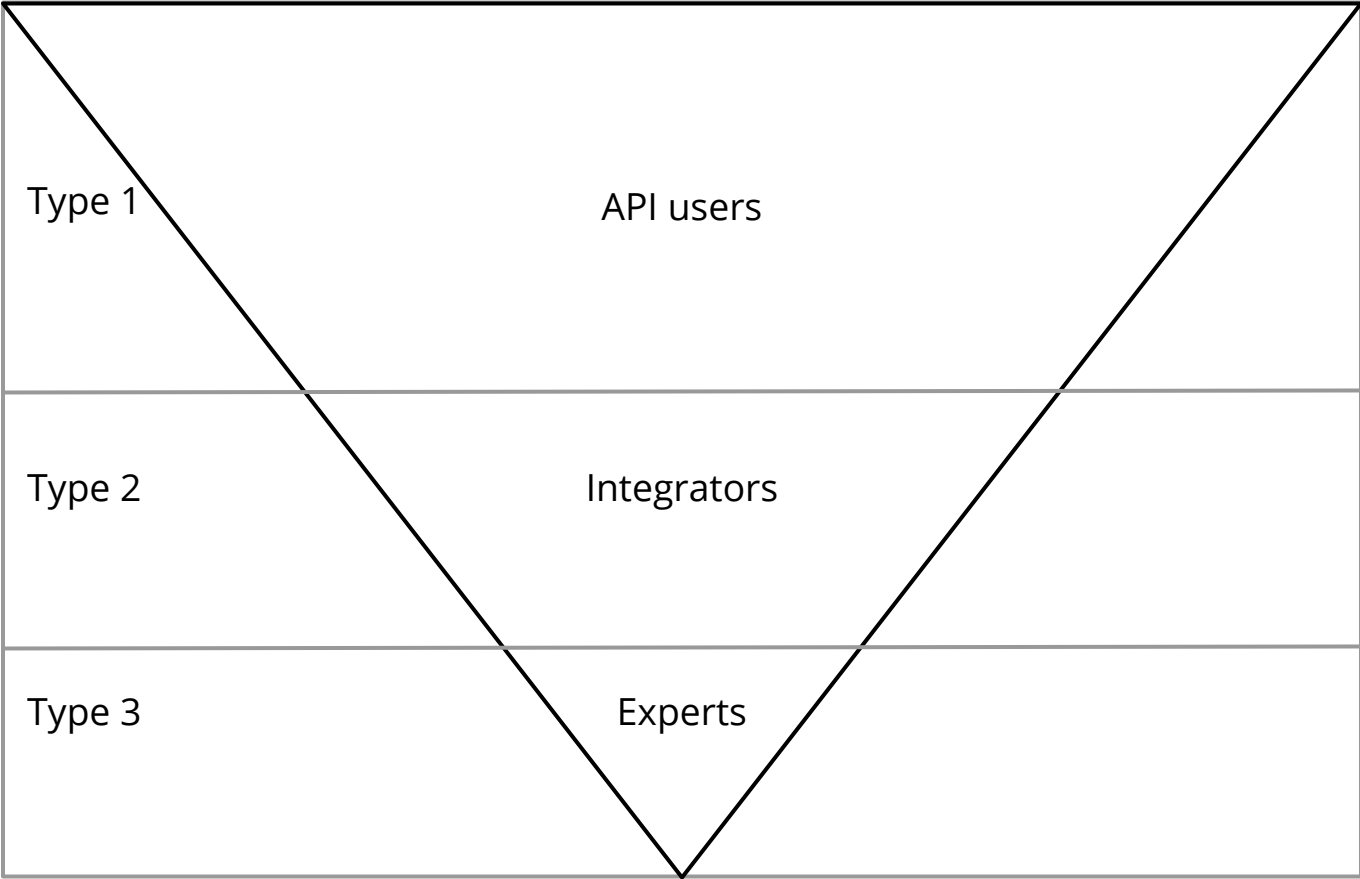 Type 1
API users
Type 2
Integrators
Type 3
Experts